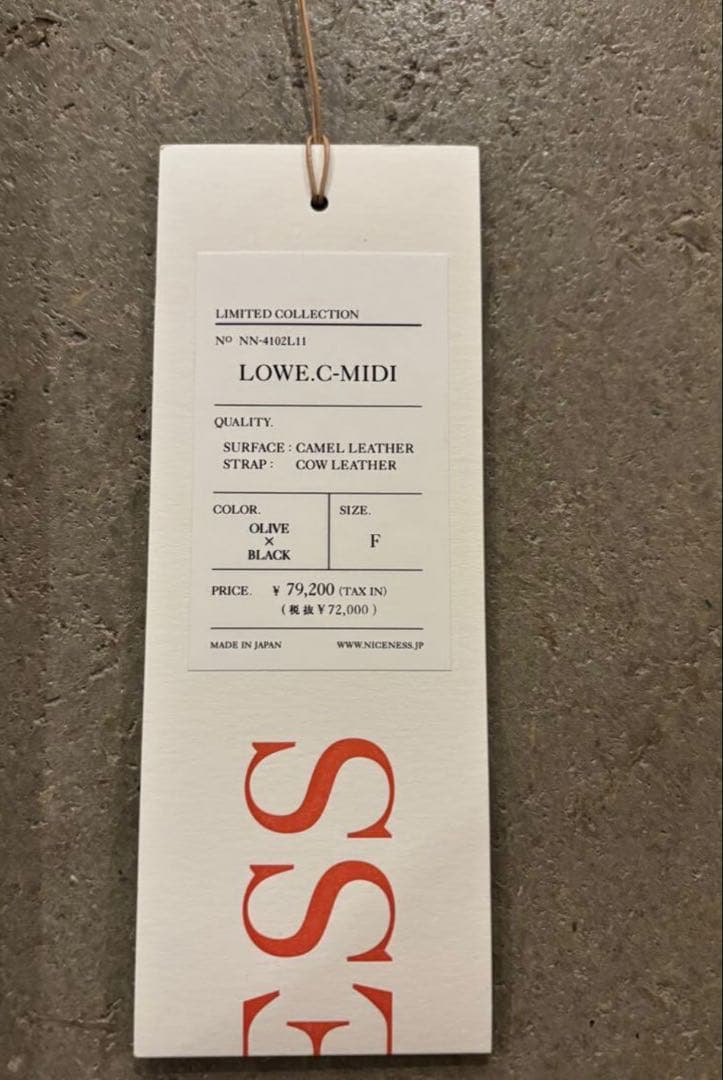 LIMITED COLLECTION
Nº NN-4102L11
LOWE.C-MIDI
QUALITY.
SURFACE : CAMEL LEATHER
STRAP : COW LEATHER
COLOR.
OLIVE
×
BLACK
SIZE.
F
PRICE. ¥ 79,200 (TAX IN)
(税抜¥72,000)
MADE IN JAPAN WWW.NICENESS.JP
ESS